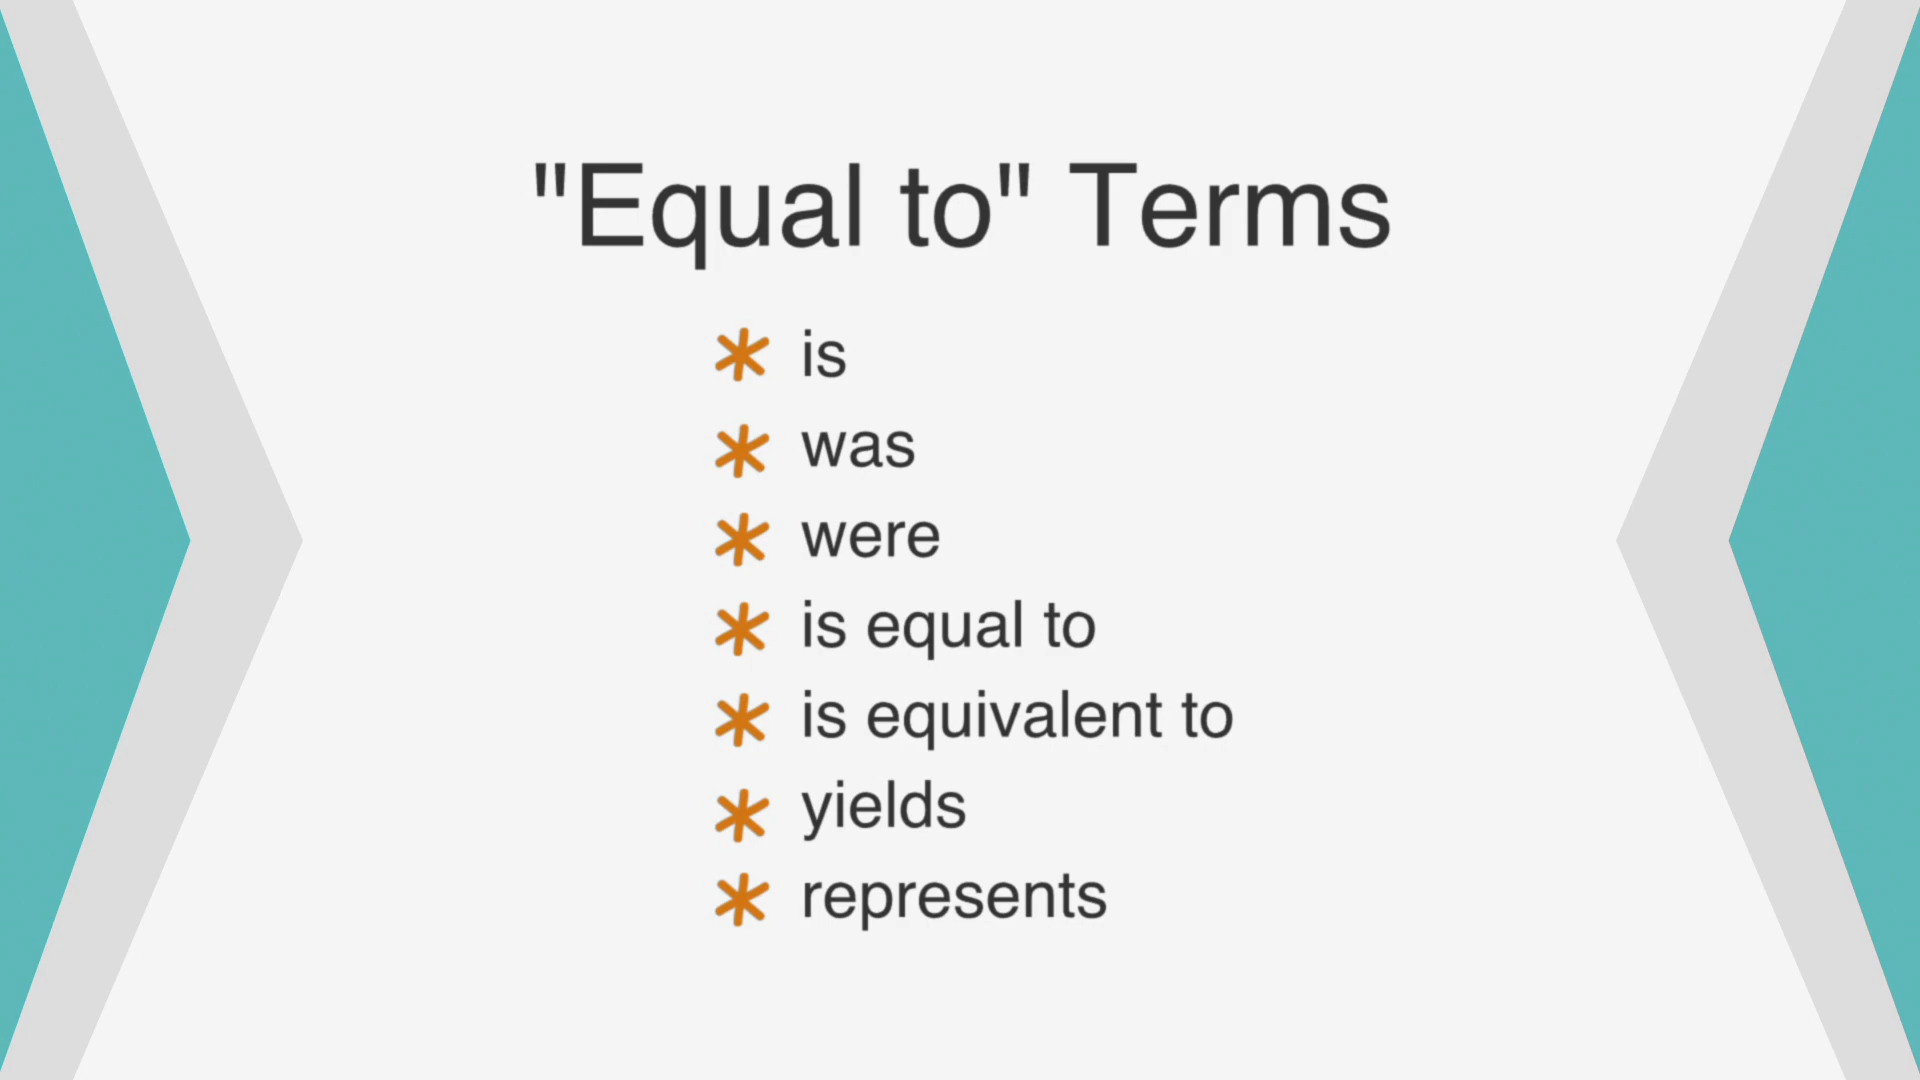 "Equal to" Terms
is
was
were
is equal to
is equivalent to
yields
represents